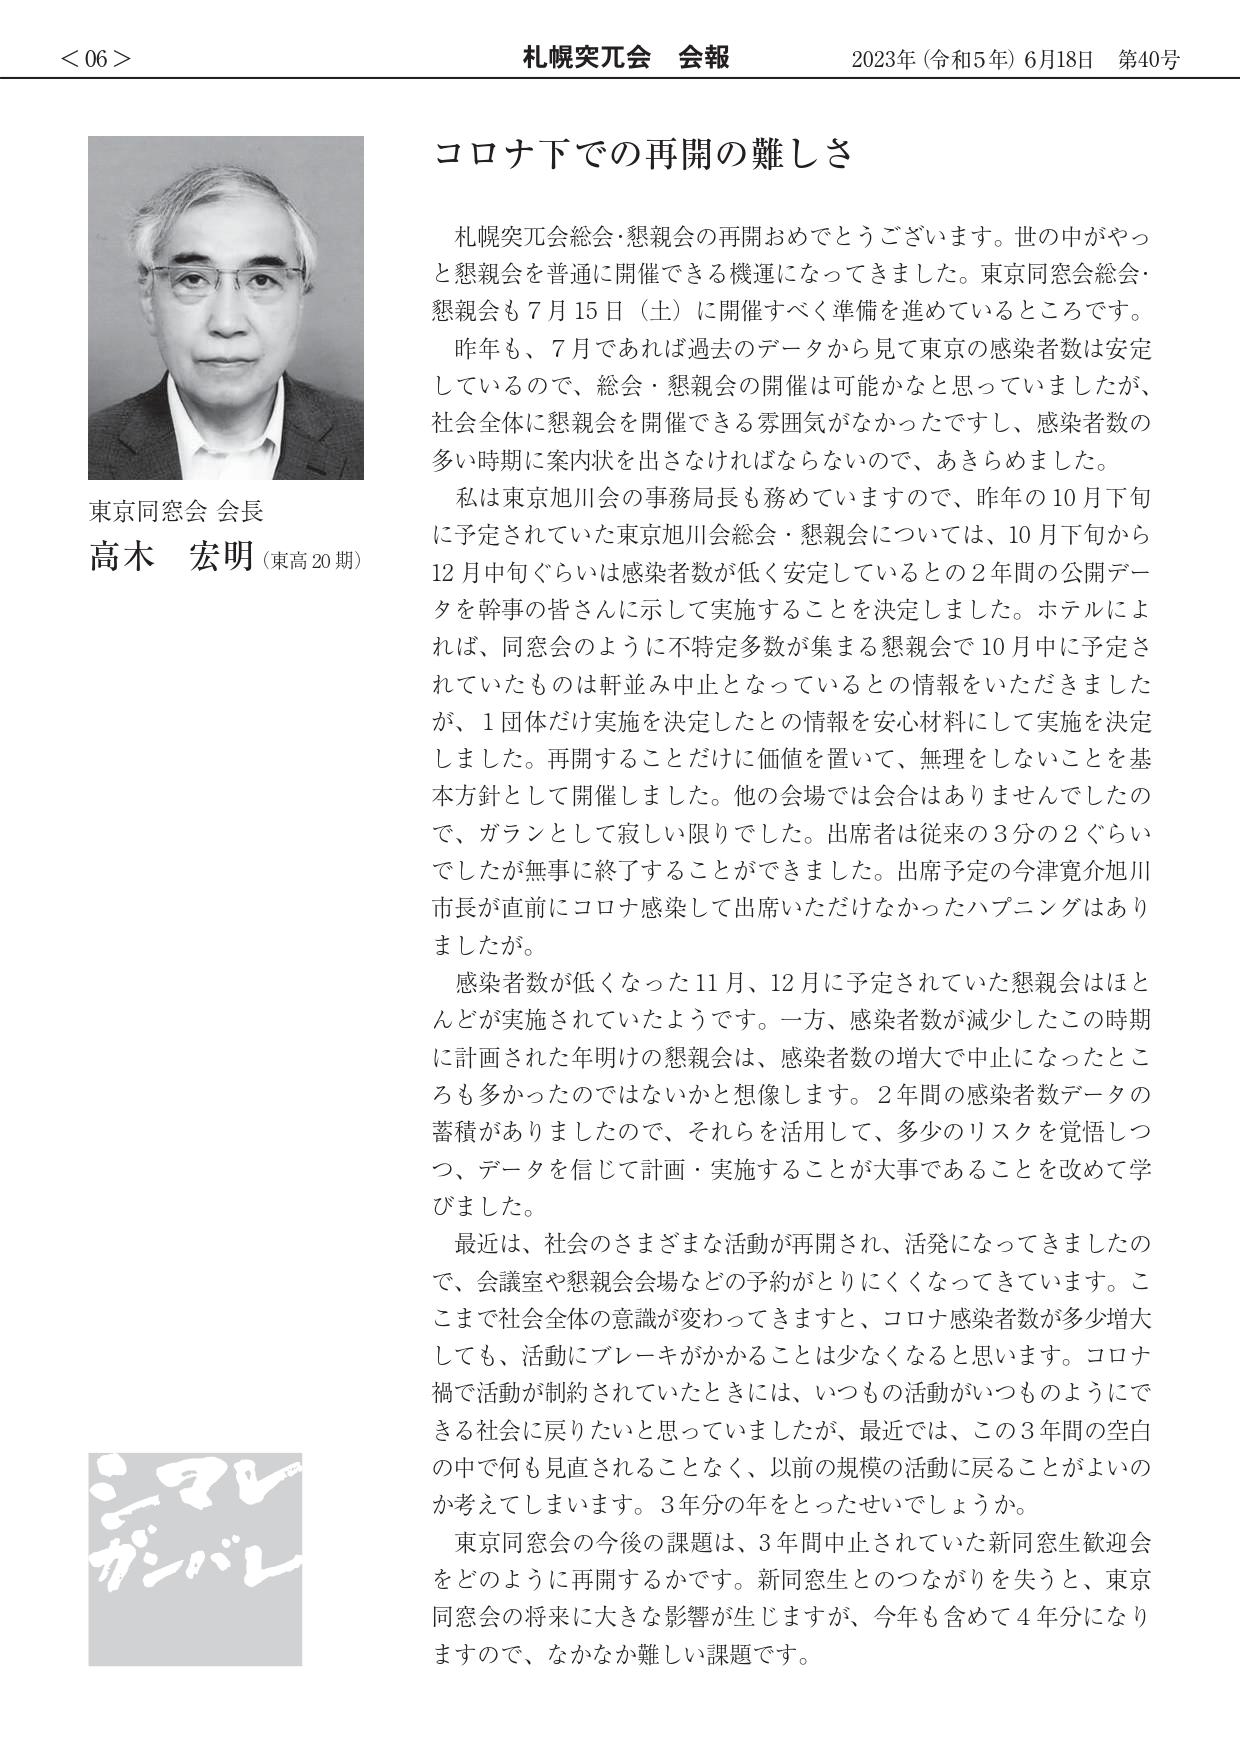 ＜06＞
札幌突兀会　会報
2023年（令和５年）６月18日　第40号
東京同窓会 会長
高木　宏明（東高20期）
コロナ下での再開の難しさ
　札幌突兀会総会･懇親会の再開おめでとうございます。世の中がやっ
と懇親会を普通に開催できる機運になってきました。東京同窓会総会･
懇親会も７月15日（土）に開催すべく準備を進めているところです。
　昨年も、７月であれば過去のデータから見て東京の感染者数は安定
しているので、総会・懇親会の開催は可能かなと思っていましたが、
社会全体に懇親会を開催できる雰囲気がなかったですし、感染者数の
多い時期に案内状を出さなければならないので、あきらめました。
　私は東京旭川会の事務局長も務めていますので、昨年の10月下旬
に予定されていた東京旭川会総会・懇親会については、10月下旬から
12月中旬ぐらいは感染者数が低く安定しているとの２年間の公開デー
タを幹事の皆さんに示して実施することを決定しました。ホテルによ
れば、同窓会のように不特定多数が集まる懇親会で10月中に予定さ
れていたものは軒並み中止となっているとの情報をいただきました
が、１団体だけ実施を決定したとの情報を安心材料にして実施を決定
しました。再開することだけに価値を置いて、無理をしないことを基
本方針として開催しました。他の会場では会合はありませんでしたの
で、ガランとして寂しい限りでした。出席者は従来の３分の２ぐらい
でしたが無事に終了することができました。出席予定の今津寛介旭川
市長が直前にコロナ感染して出席いただけなかったハプニングはあり
ましたが。
　感染者数が低くなった11月、12月に予定されていた懇親会はほと
んどが実施されていたようです。一方、感染者数が減少したこの時期
に計画された年明けの懇親会は、感染者数の増大で中止になったとこ
ろも多かったのではないかと想像します。２年間の感染者数データの
蓄積がありましたので、それらを活用して、多少のリスクを覚悟しつ
つ、データを信じて計画・実施することが大事であることを改めて学
びました。
　最近は、社会のさまざまな活動が再開され、活発になってきましたの
で、会議室や懇親会会場などの予約がとりにくくなってきています。こ
こまで社会全体の意識が変わってきますと、コロナ感染者数が多少増大
しても、活動にブレーキがかかることは少なくなると思います。コロナ
禍で活動が制約されていたときには、いつもの活動がいつものようにで
きる社会に戻りたいと思っていましたが、最近では、この３年間の空白
の中で何も見直されることなく、以前の規模の活動に戻ることがよいの
か考えてしまいます。３年分の年をとったせいでしょうか。
　東京同窓会の今後の課題は、３年間中止されていた新同窓生歓迎会
をどのように再開するかです。新同窓生とのつながりを失うと、東京
同窓会の将来に大きな影響が生じますが、今年も含めて４年分になり
ますので、なかなか難しい課題です。
シマレ
ガンバレ